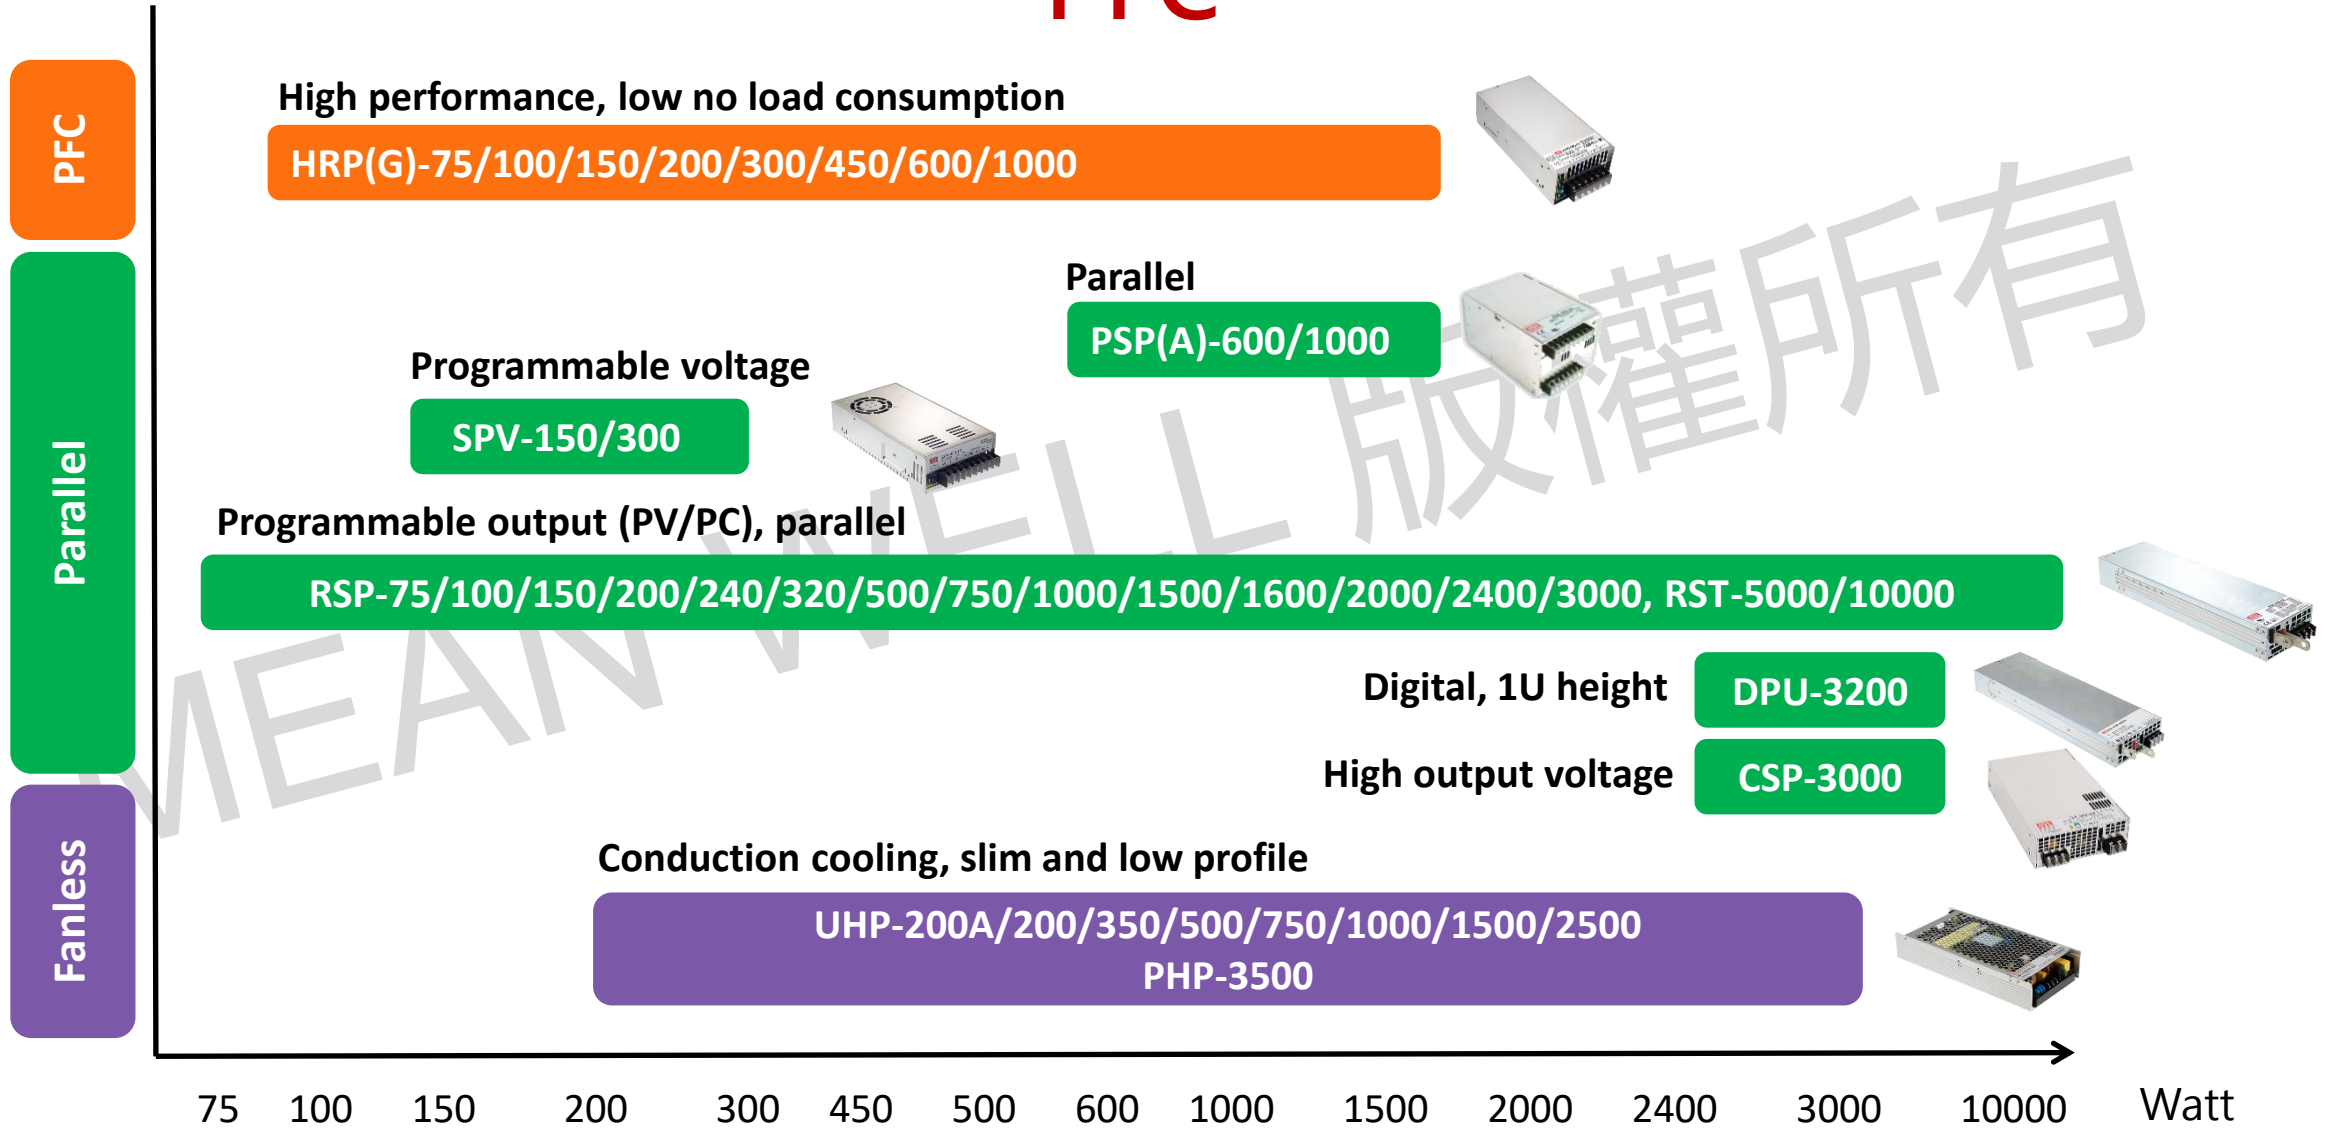 PFC
High performance, low no load consumption
HRP(G)-75/100/150/200/300/450/600/1000
Parallel
Parallel
PSP(A)-600/1000
Programmable voltage
SPV-150/300
Programmable output (PV/PC), parallel
RSP-75/100/150/200/240/320/500/750/1000/1500/1600/2000/2400/3000, RST-5000/10000
Digital, 1U height
DPU-3200
High output voltage
CSP-3000
Fanless
Conduction cooling, slim and low profile
UHP-200A/200/350/500/750/1000/1500/2500
PHP-3500
75 100 150 200 300 450 500 600 1000 1500 2000 2400 3000 10000 Watt
MEAN WELL 版權所有